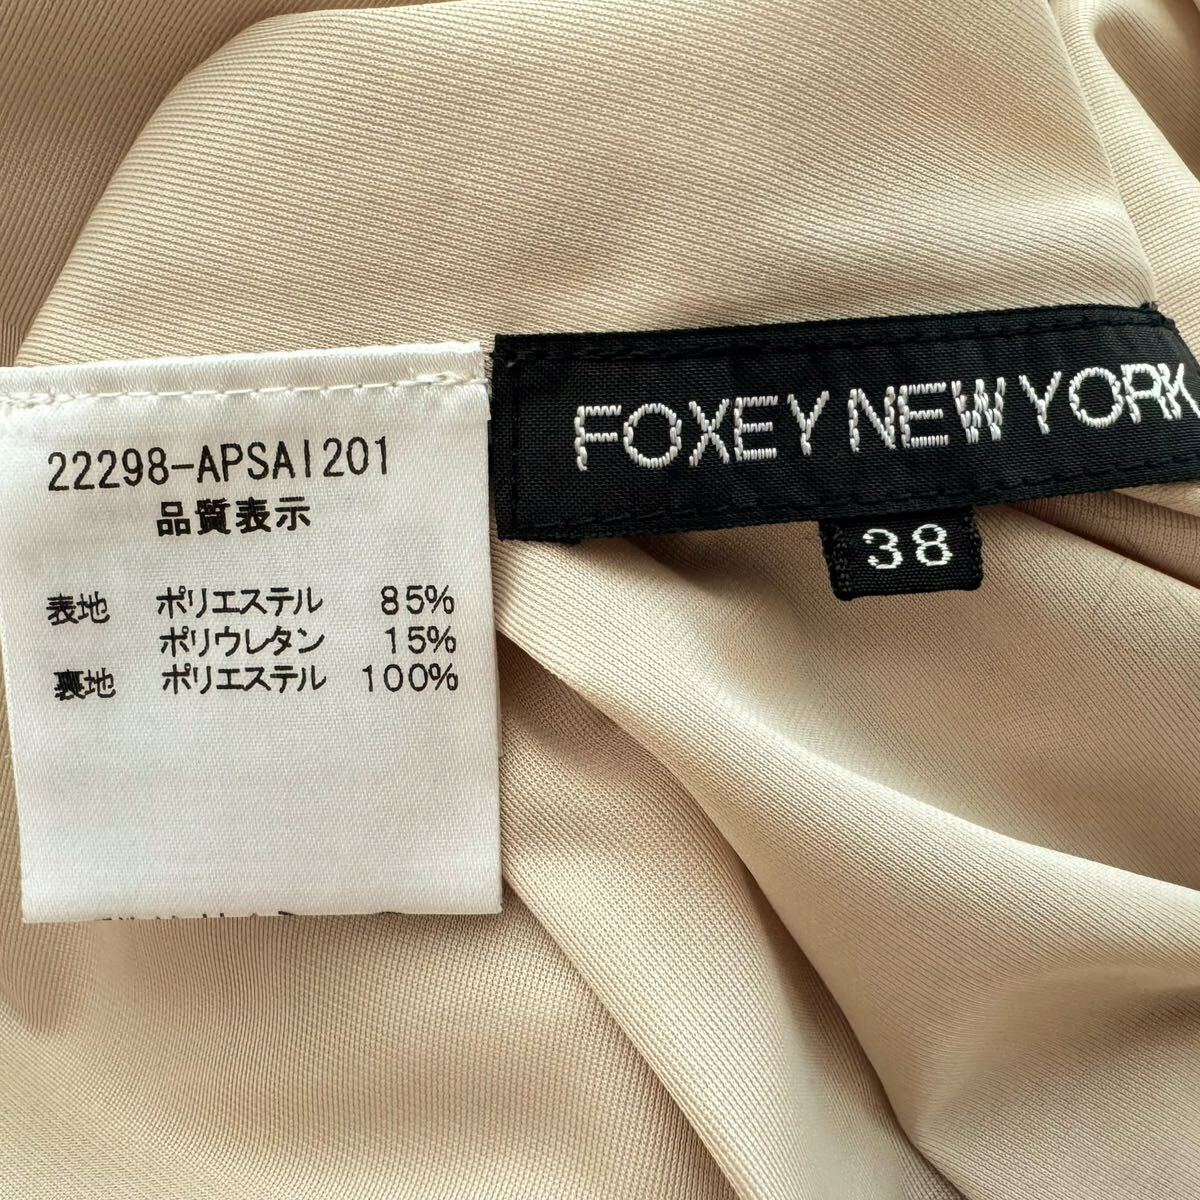 22298-APSAI201
品質表示
表地 ポリエステル 85%
ポリウレタン 15%
裏地 ポリエステル 100%
FOXEY NEW YORK
38